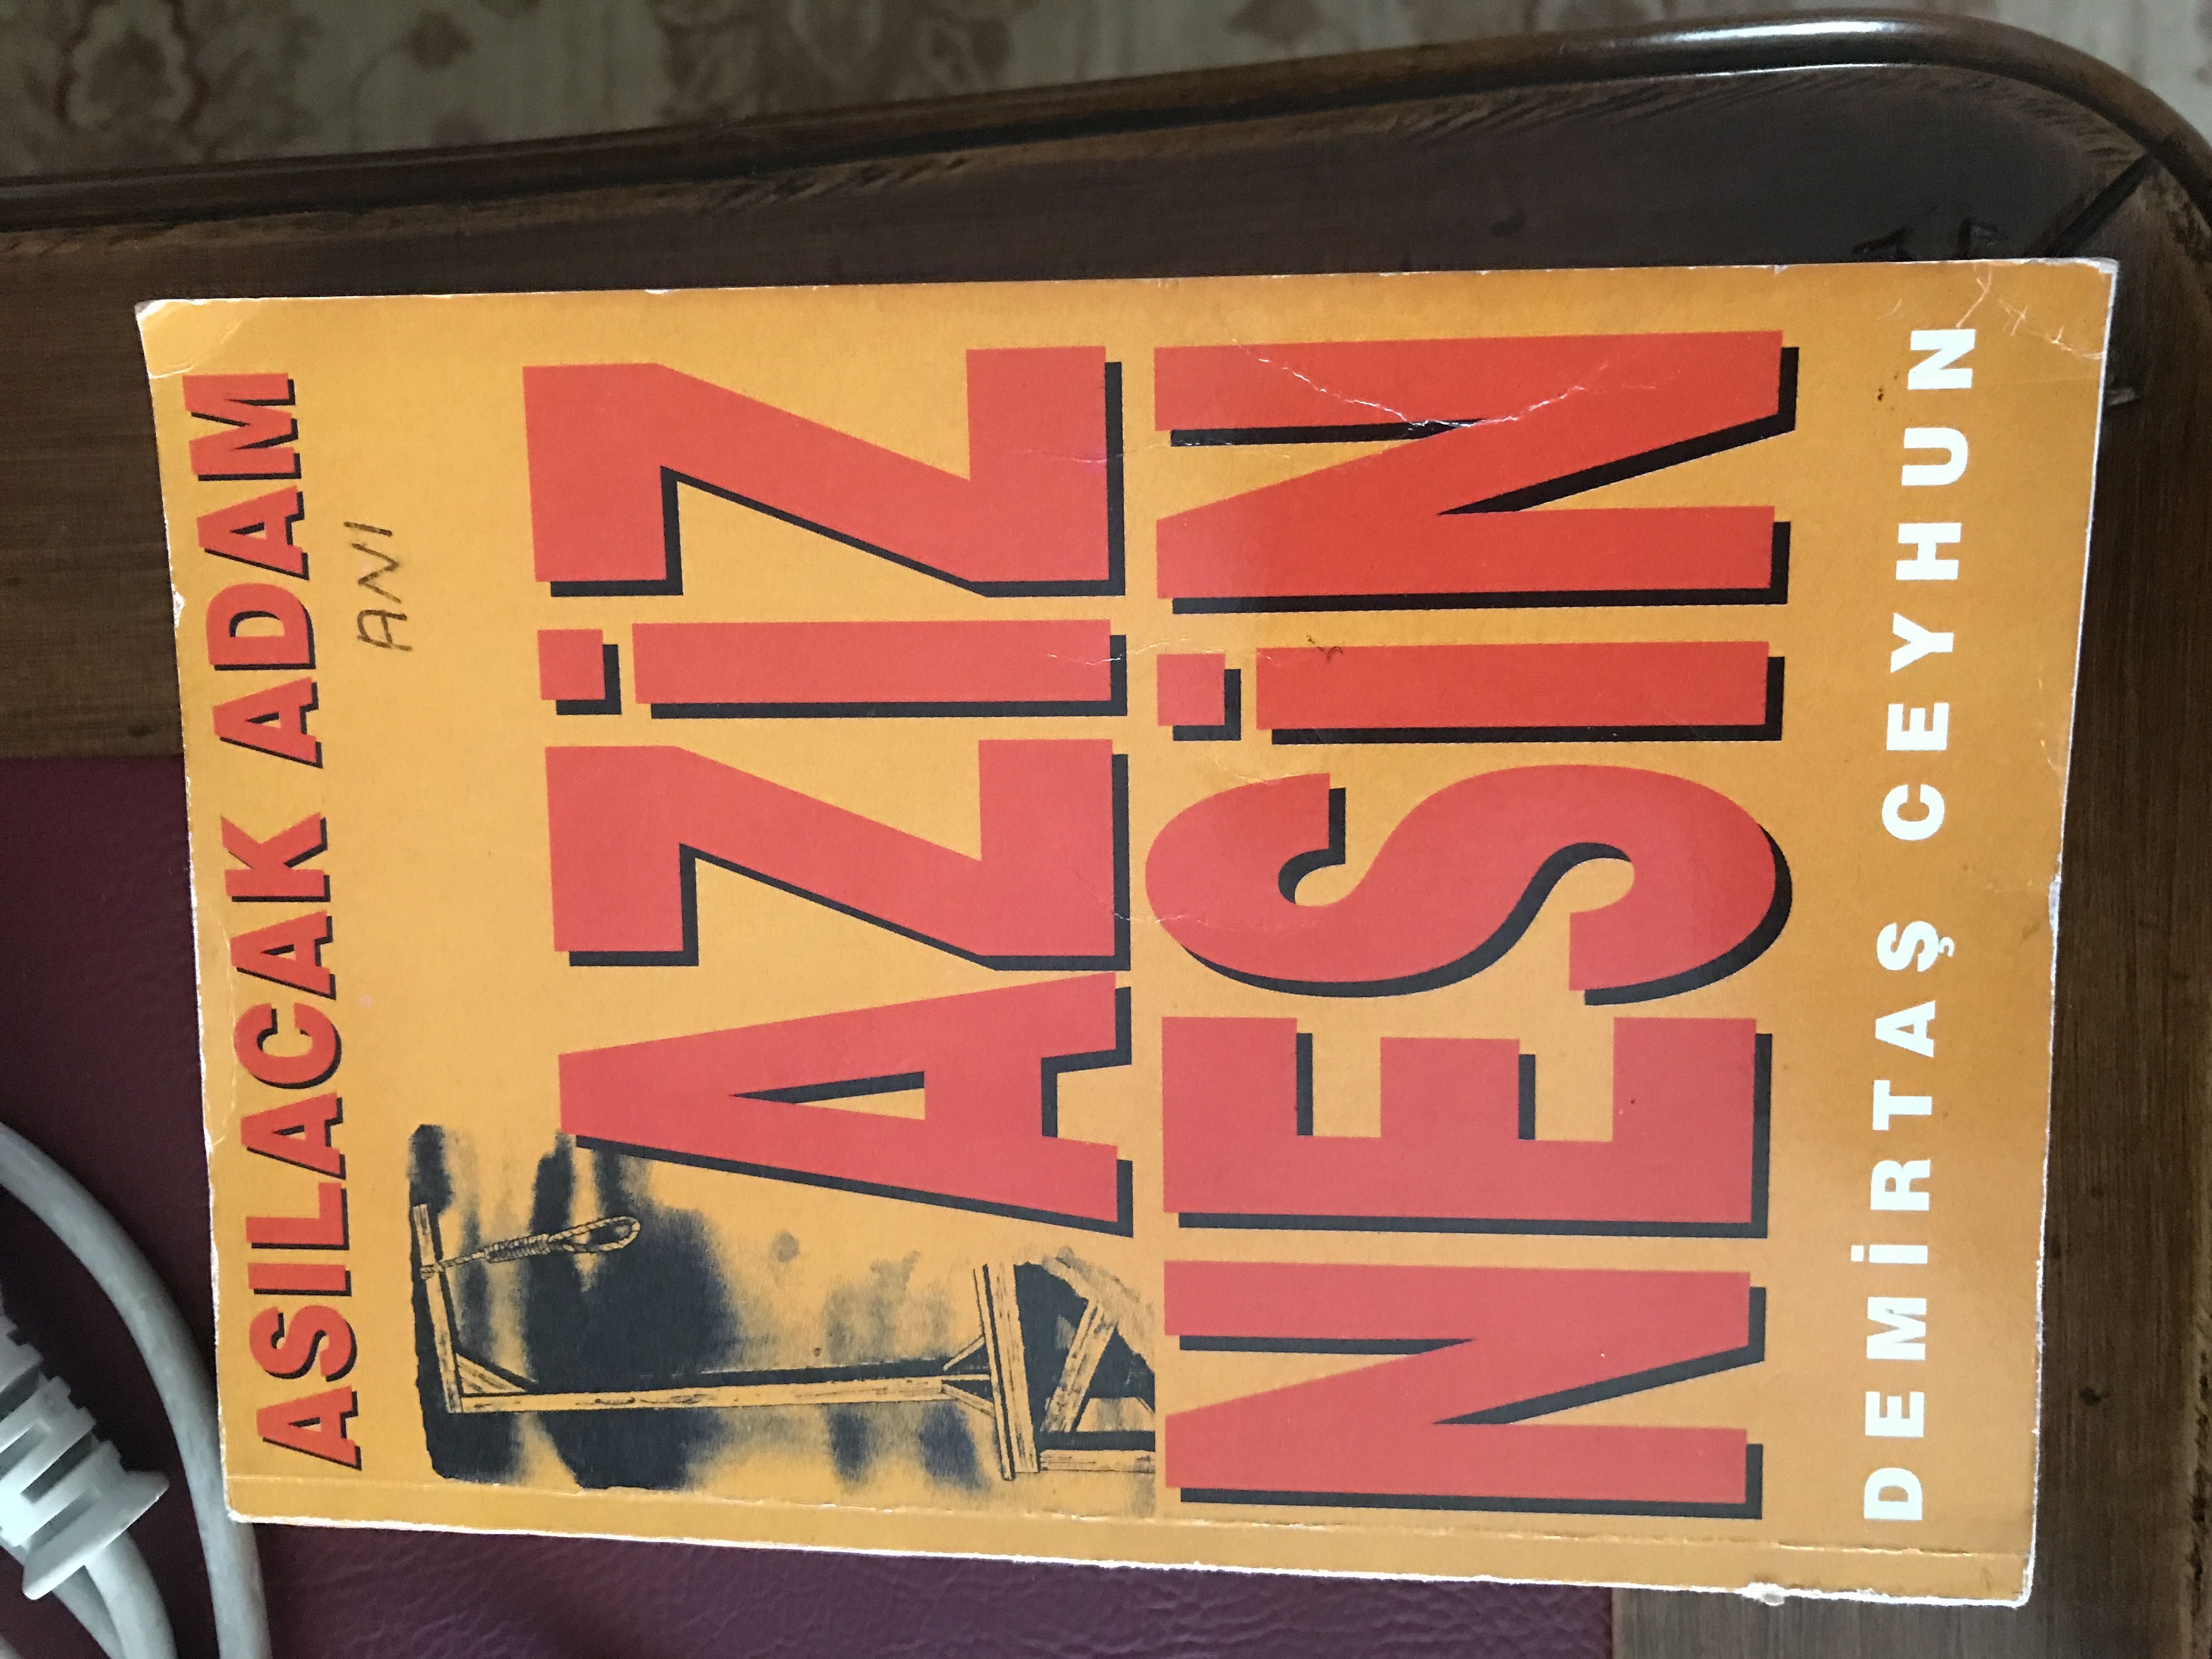 ASILACAK ADAM
ANI
AZİZ
NESİN
DEMİRTAŞ CEYHUN